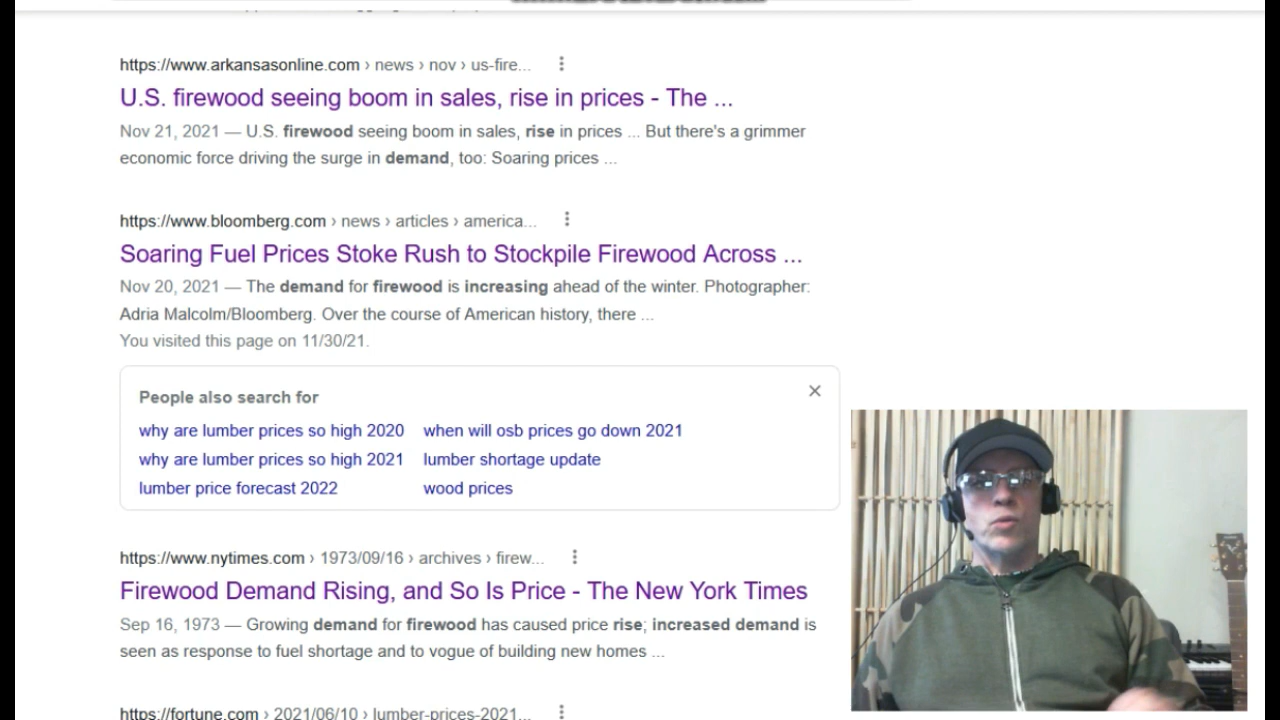 https://www.arkansasonline.com › news › nov › us-fire...
U.S. firewood seeing boom in sales, rise in prices - The ...
Nov 21, 2021 — U.S. firewood seeing boom in sales, rise in prices ... But there's a grimmer
economic force driving the surge in demand, too: Soaring prices ...
https://www.bloomberg.com › news › articles › america...
Soaring Fuel Prices Stoke Rush to Stockpile Firewood Across ...
Nov 20, 2021 — The demand for firewood is increasing ahead of the winter. Photographer:
Adria Malcolm/Bloomberg. Over the course of American history, there ...
You visited this page on 11/30/21.
People also search for
why are lumber prices so high 2020 when will osb prices go down 2021
why are lumber prices so high 2021 lumber shortage update
lumber price forecast 2022 wood prices
https://www.nytimes.com › 1973/09/16 › archives › firew...
Firewood Demand Rising, and So Is Price - The New York Times
Sep 16, 1973 — Growing demand for firewood has caused price rise; increased demand is
seen as response to fuel shortage and to vogue of building new homes ...
https://fortune.com › 2021/06/10 › lumber-prices-2021...